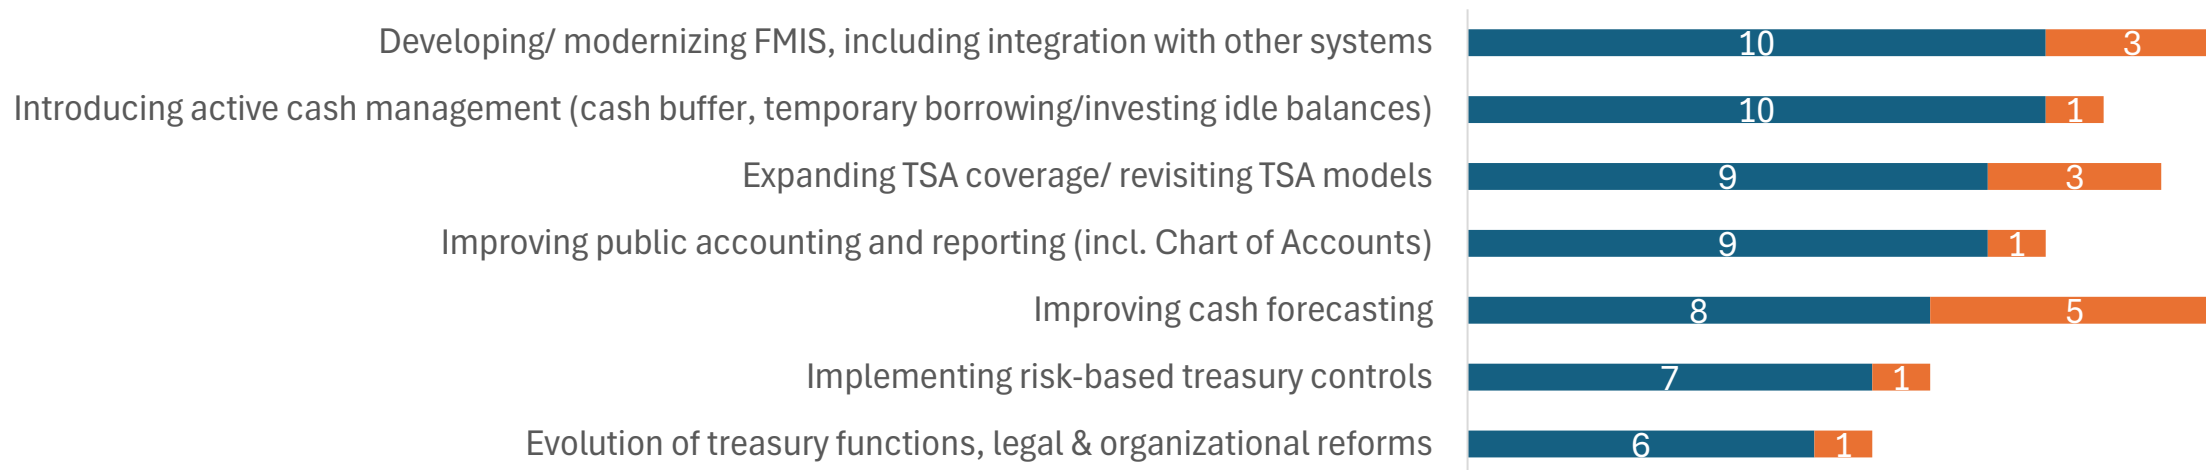 Developing/ modernizing FMIS, including integration with other systems 10 3
Introducing active cash management (cash buffer, temporary borrowing/investing idle balances) 10 1
Expanding TSA coverage/ revisiting TSA models 9 3
Improving public accounting and reporting (incl. Chart of Accounts) 9 1
Improving cash forecasting 8 5
Implementing risk-based treasury controls 7 1
Evolution of treasury functions, legal & organizational reforms 6 1